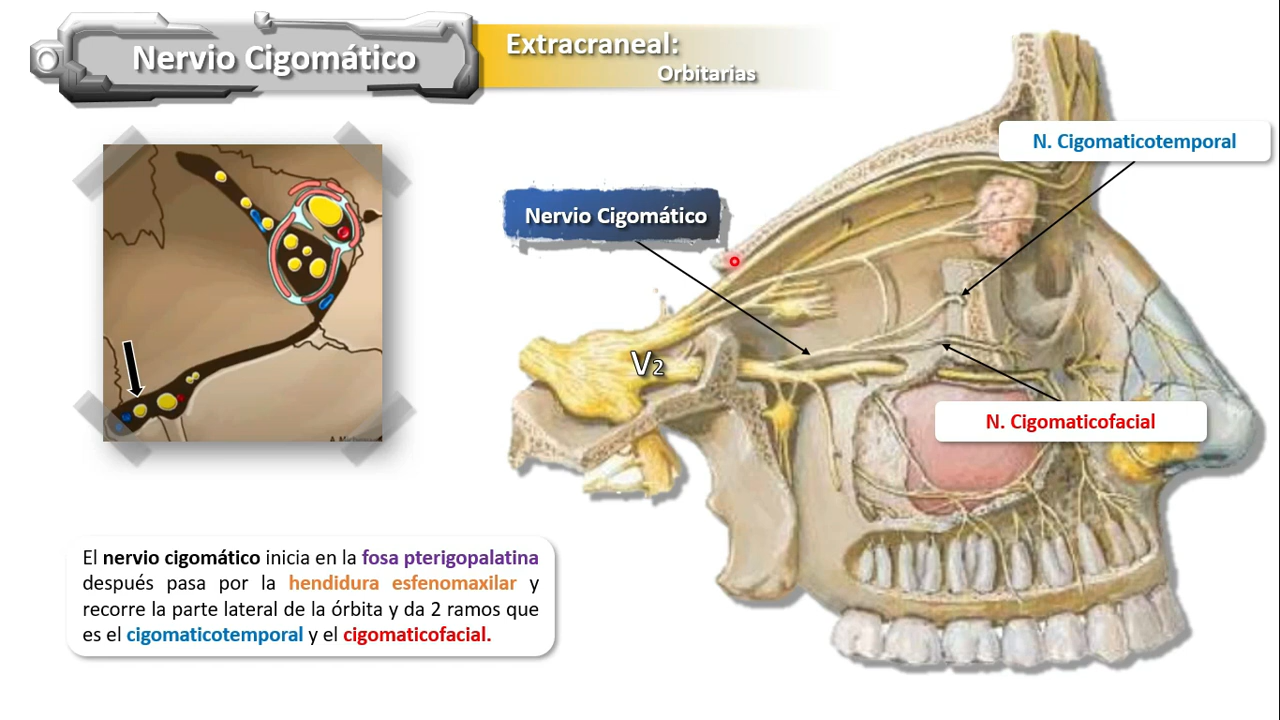 Nervio Cigomático
Extracraneal:
Orbitarias
N. Cigomaticotemporal
Nervio Cigomático
V2
N. Cigomaticofacial
El nervio cigomático inicia en la fosa pterigopalatina
después pasa por la hendidura esfenomaxilar y
recorre la parte lateral de la órbita y da 2 ramos que
es el cigomaticotemporal y el cigomaticofacial.